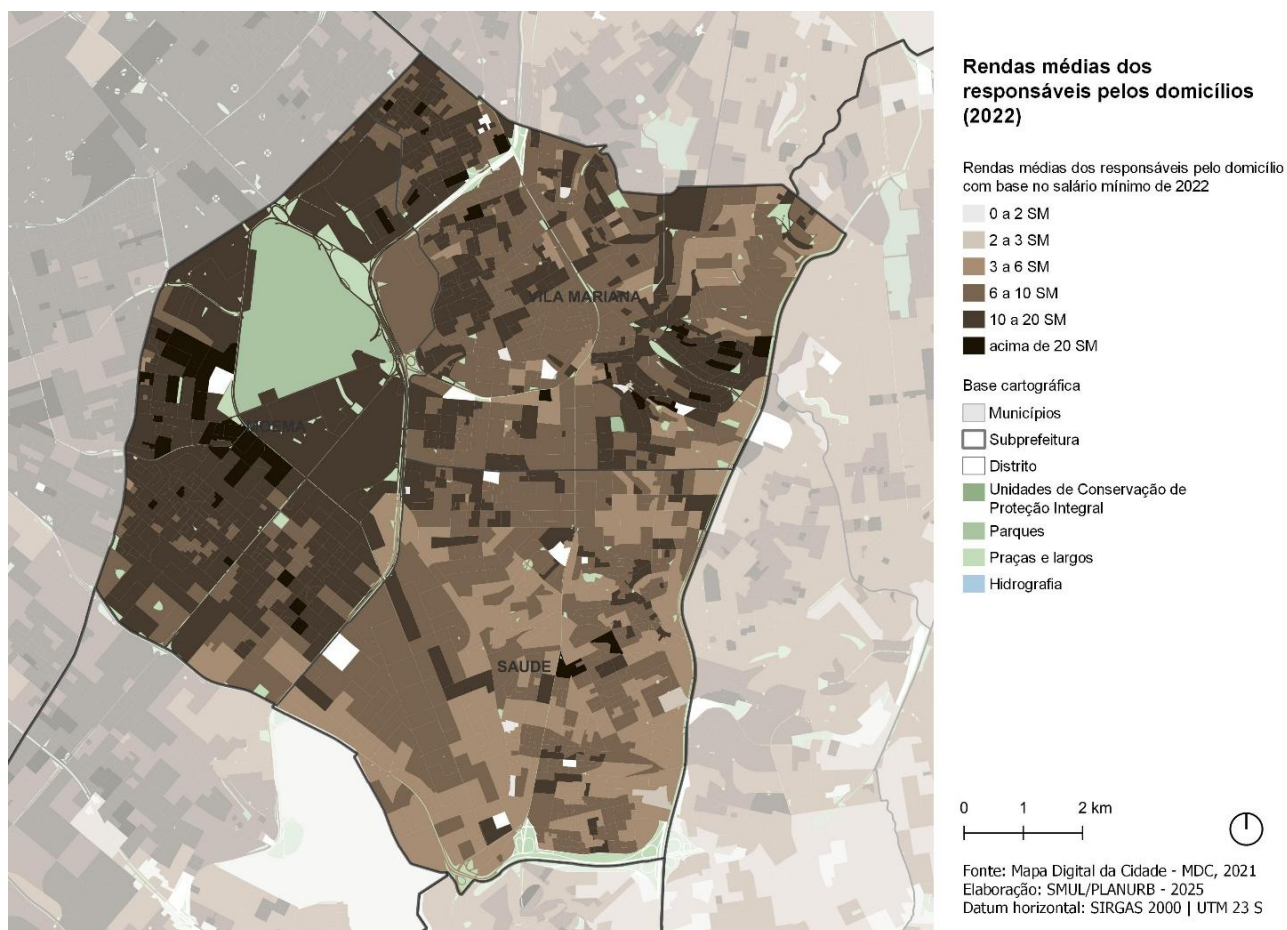 Rendas médias dos
responsáveis pelos domicílios
(2022)
Rendas médias dos responsáveis pelo domicílio
com base no salário mínimo de 2022
0 a 2 SM
2 a 3 SM
3 a 6 SM
6 a 10 SM
10 a 20 SM
acima de 20 SM
Base cartográfica
Municípios
Subprefeitura
Distrito
Unidades de Conservação de
Proteção Integral
Parques
Praças e largos
Hidrografia
VILA MARIANA
MOEMA
SAUDE
0 1 2 km
Fonte: Mapa Digital da Cidade - MDC, 2021
Elaboração: SMUL/PLANURB - 2025
Datum horizontal: SIRGAS 2000 | UTM 23 S